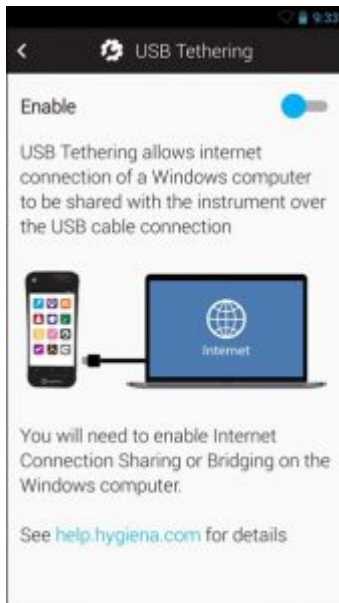 9:33
USB Tethering
Enable
USB Tethering allows internet
connection of a Windows computer
to be shared with the instrument over
the USB cable connection
Internet
You will need to enable Internet
Connection Sharing or Bridging on the
Windows computer.
See help.hygiena.com for details